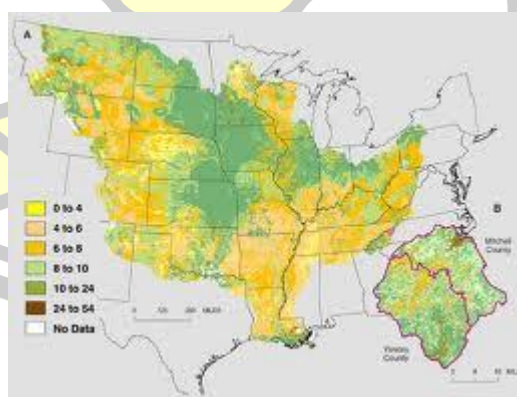 A
B
0 to 4
4 to 6
6 to 8
8 to 10
10 to 24
24 to 54
No Data
Mitchell
County
Yancey
County